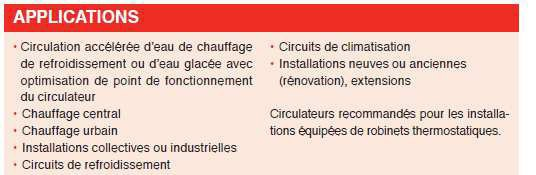 APPLICATIONS
• Circulation accélérée d'eau de chauffage
de refroidissement ou d'eau glacée avec
optimisation de point de fonctionnement
du circulateur
• Chauffage central
• Chauffage urbain
• Installations collectives ou industrielles
• Circuits de refroidissement
• Circuits de climatisation
• Installations neuves ou anciennes
(rénovation), extensions
Circulateurs recommandés pour les installa-
tions équipées de robinets thermostatiques.